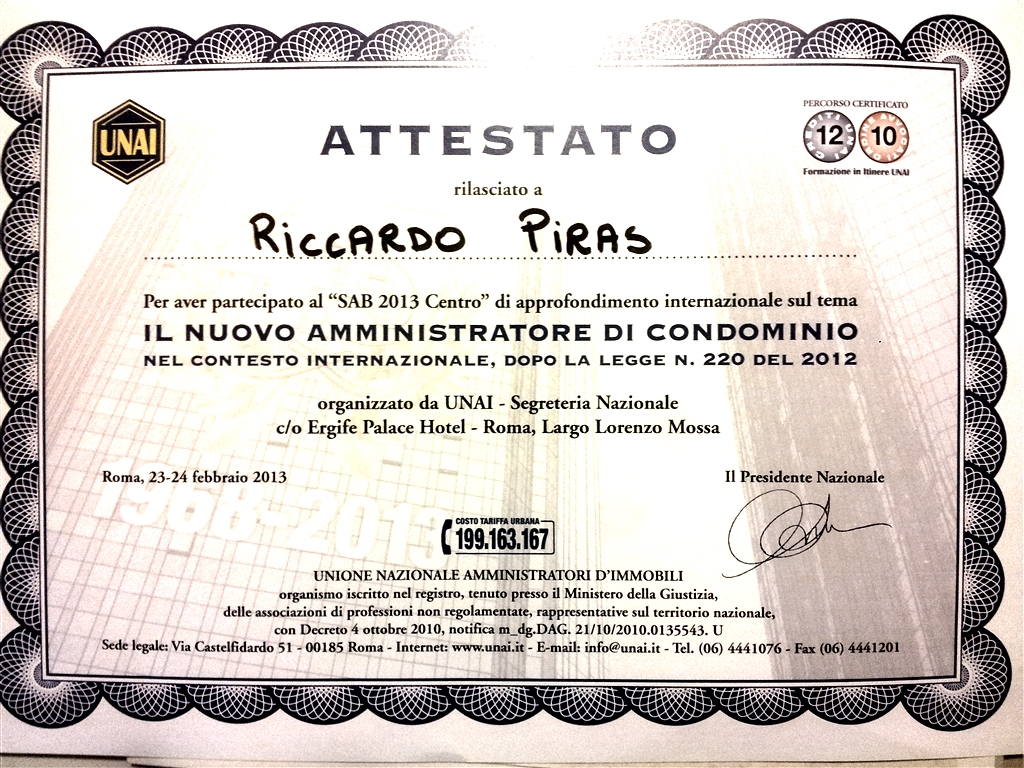 UNAI
ATTESTATO
PERCORSO CERTIFICATO
12 10
Formazione in Itinere UNAI
rilasciato a
RiCCARDO PiRAS
Per aver partecipato al “SAB 2013 Centro” di approfondimento internazionale sul tema
IL NUOVO AMMINISTRATORE DI CONDOMINIO
NEL CONTESTO INTERNAZIONALE, DOPO LA LEGGE N. 220 DEL 2012
organizzato da UNAI - Segreteria Nazionale
c/o Ergife Palace Hotel - Roma, Largo Lorenzo Mossa
Roma, 23-24 febbraio 2013
Il Presidente Nazionale
1968-2013
COSTO TARIFFA URBANA
199.163.167
UNIONE NAZIONALE AMMINISTRATORI D’IMMOBILI
organismo iscritto nel registro, tenuto presso il Ministero della Giustizia,
delle associazioni di professioni non regolamentate, rappresentative sul territorio nazionale,
con Decreto 4 ottobre 2010, notifica m_dg.DAG. 21/10/2010.0135543. U
Sede legale: Via Castelfidardo 51 - 00185 Roma - Internet: www.unai.it - E-mail: info@unai.it - Tel. (06) 4441076 - Fax (06) 4441201